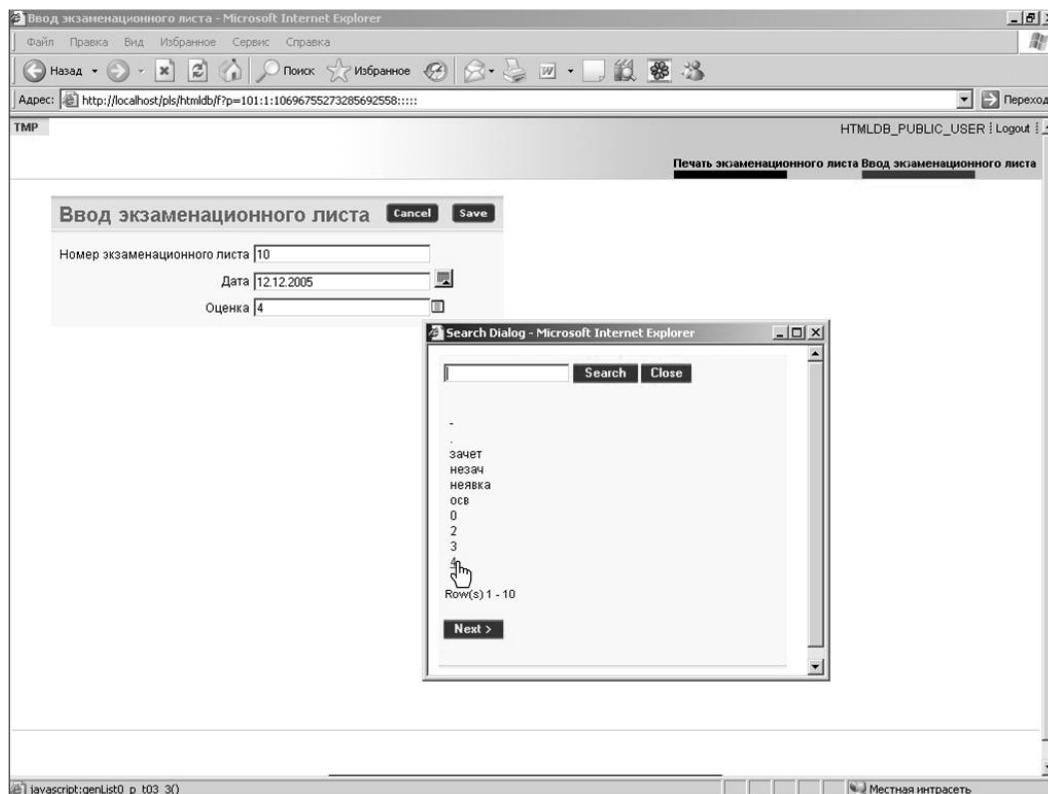 Ввод экзаменационного листа - Microsoft Internet Explorer
Файл Правка Вид Избранное Сервис Справка
Назад Поиск Избранное
Адрес: http://localhost/pls/htmldb/f?p=101:1:10696755273285692558::::: Переход
TMP
HTMLDB_PUBLIC_USER Logout
Печать экзаменационного листа Ввод экзаменационного листа
Ввод экзаменационного листа Cancel Save
Номер экзаменационного листа 10
Дата 12.12.2005
Оценка 4
Search Dialog - Microsoft Internet Explorer
Search Close
-
.
зачет
незач
неявка
осв
0
2
3
4
Row(s) 1 - 10
Next >
javascript:genList0_p_t03_3() Местная интрасеть